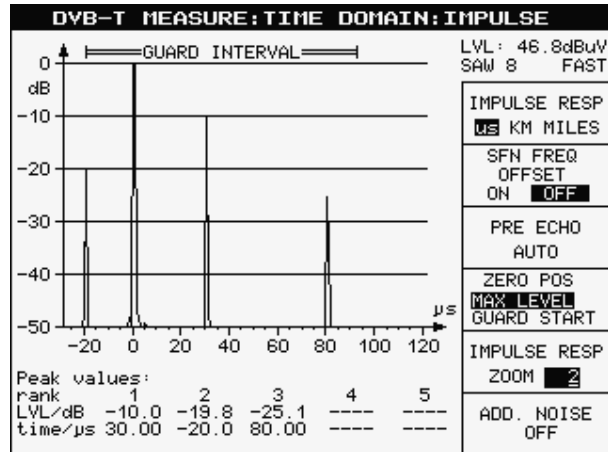 DVB-T MEASURE:TIME DOMAIN:IMPULSE
LVL: 46.8dBuV
SAW 8 FAST
GUARD INTERVAL
0
dB
-10
-20
-30
-40
-50
-20 0 20 40 60 80 100 120
µs
Peak values:
rank 1 2 3 4 5
LVL/dB -10.0 -19.8 -25.1 ---- ----
time/µs 30.00 -20.0 80.00 ---- ----
IMPULSE RESP
us KM MILES
SFN FREQ
OFFSET
ON OFF
PRE ECHO
AUTO
ZERO POS
MAX LEVEL
GUARD START
IMPULSE RESP
ZOOM 2
ADD. NOISE
OFF